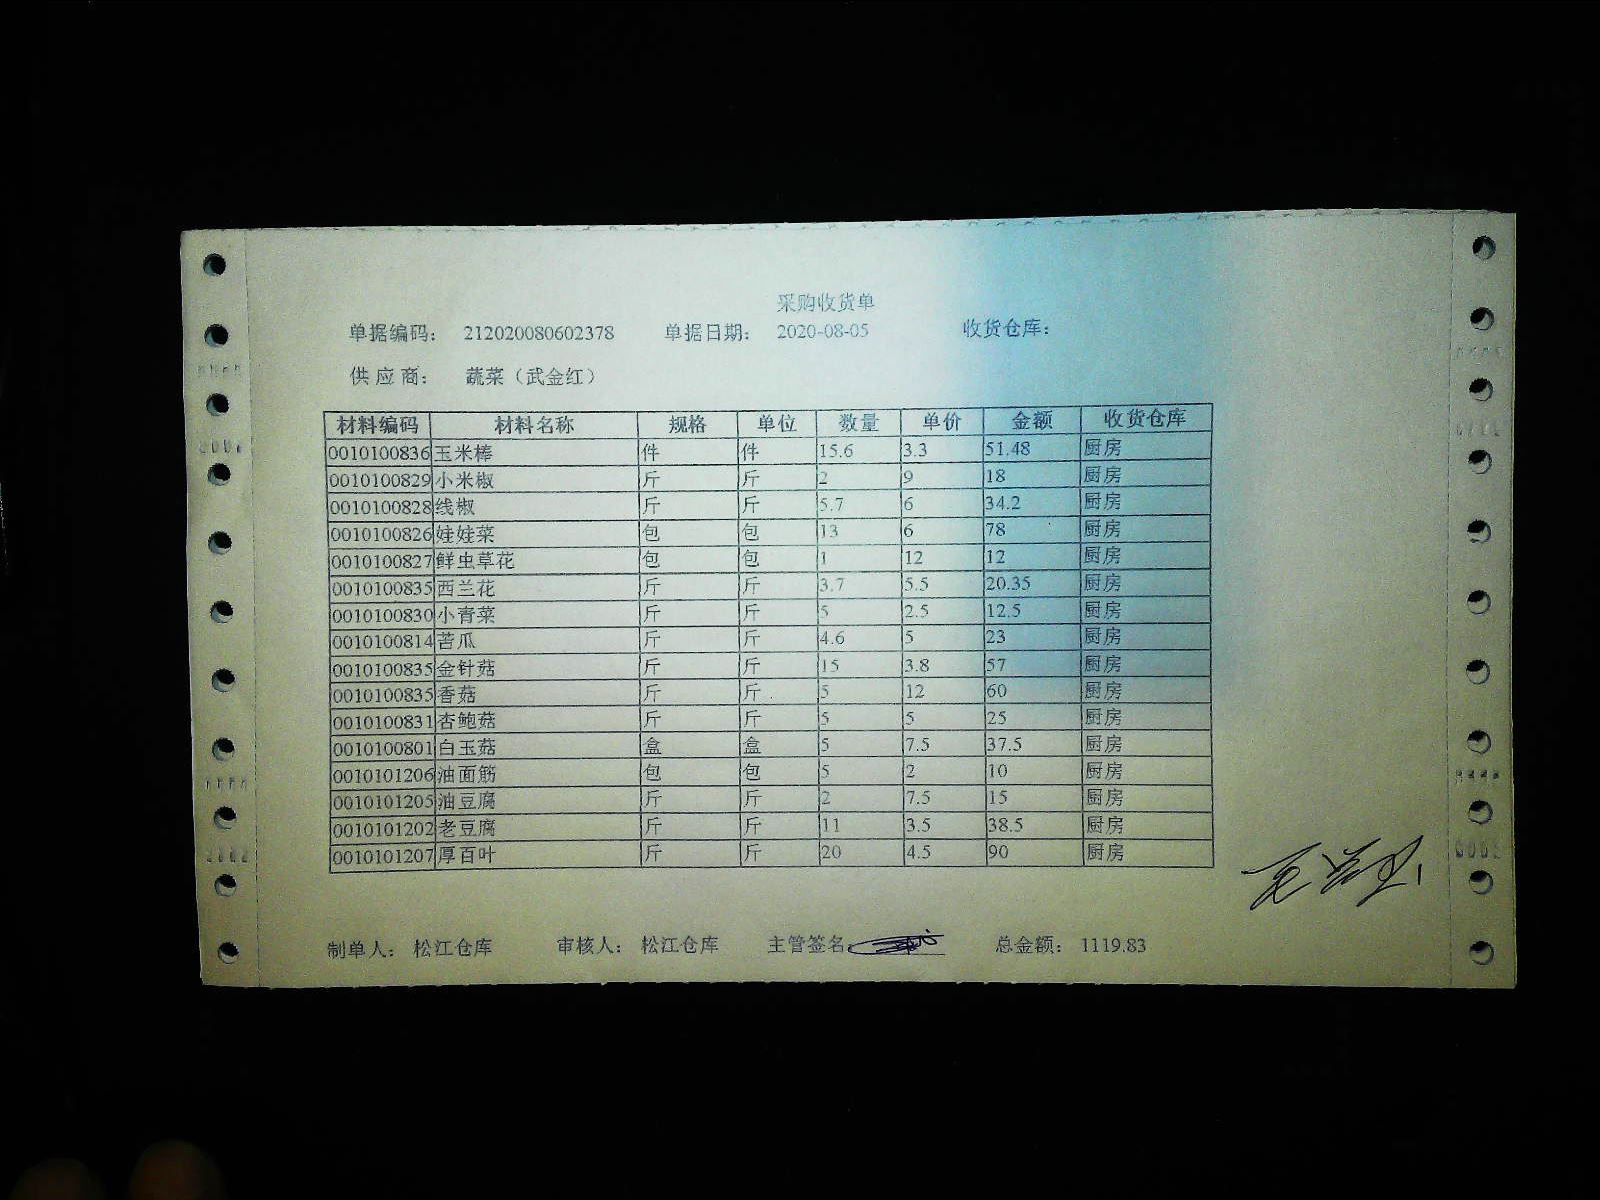 采购收货单
单据编码: 212020080602378 单据日期: 2020-08-05 收货仓库:
供应商: 蔬菜（武金红）
材料编码 材料名称 规格 单位 数量 单价 金额 收货仓库
0010100836 玉米棒 件 件 15.6 3.3 51.48 厨房
0010100829 小米椒 斤 斤 2 9 18 厨房
0010100828 线椒 斤 斤 5.7 6 34.2 厨房
0010100826 娃娃菜 包 包 13 6 78 厨房
0010100827 鲜虫草花 包 包 1 12 12 厨房
0010100835 西兰花 斤 斤 3.7 5.5 20.35 厨房
0010100830 小青菜 斤 斤 5 2.5 12.5 厨房
0010100814 苦瓜 斤 斤 4.6 5 23 厨房
0010100835 金针菇 斤 斤 15 3.8 57 厨房
0010100835 香菇 斤 斤 5 12 60 厨房
0010100831 杏鲍菇 斤 斤 5 5 25 厨房
0010100801 白玉菇 盒 盒 5 7.5 37.5 厨房
0010101206 油面筋 包 包 5 2 10 厨房
0010101205 油豆腐 斤 斤 2 7.5 15 厨房
0010101202 老豆腐 斤 斤 11 3.5 38.5 厨房
0010101207 厚百叶 斤 斤 20 4.5 90 厨房
制单人: 松江仓库 审核人: 松江仓库 主管签名: 总金额: 1119.83